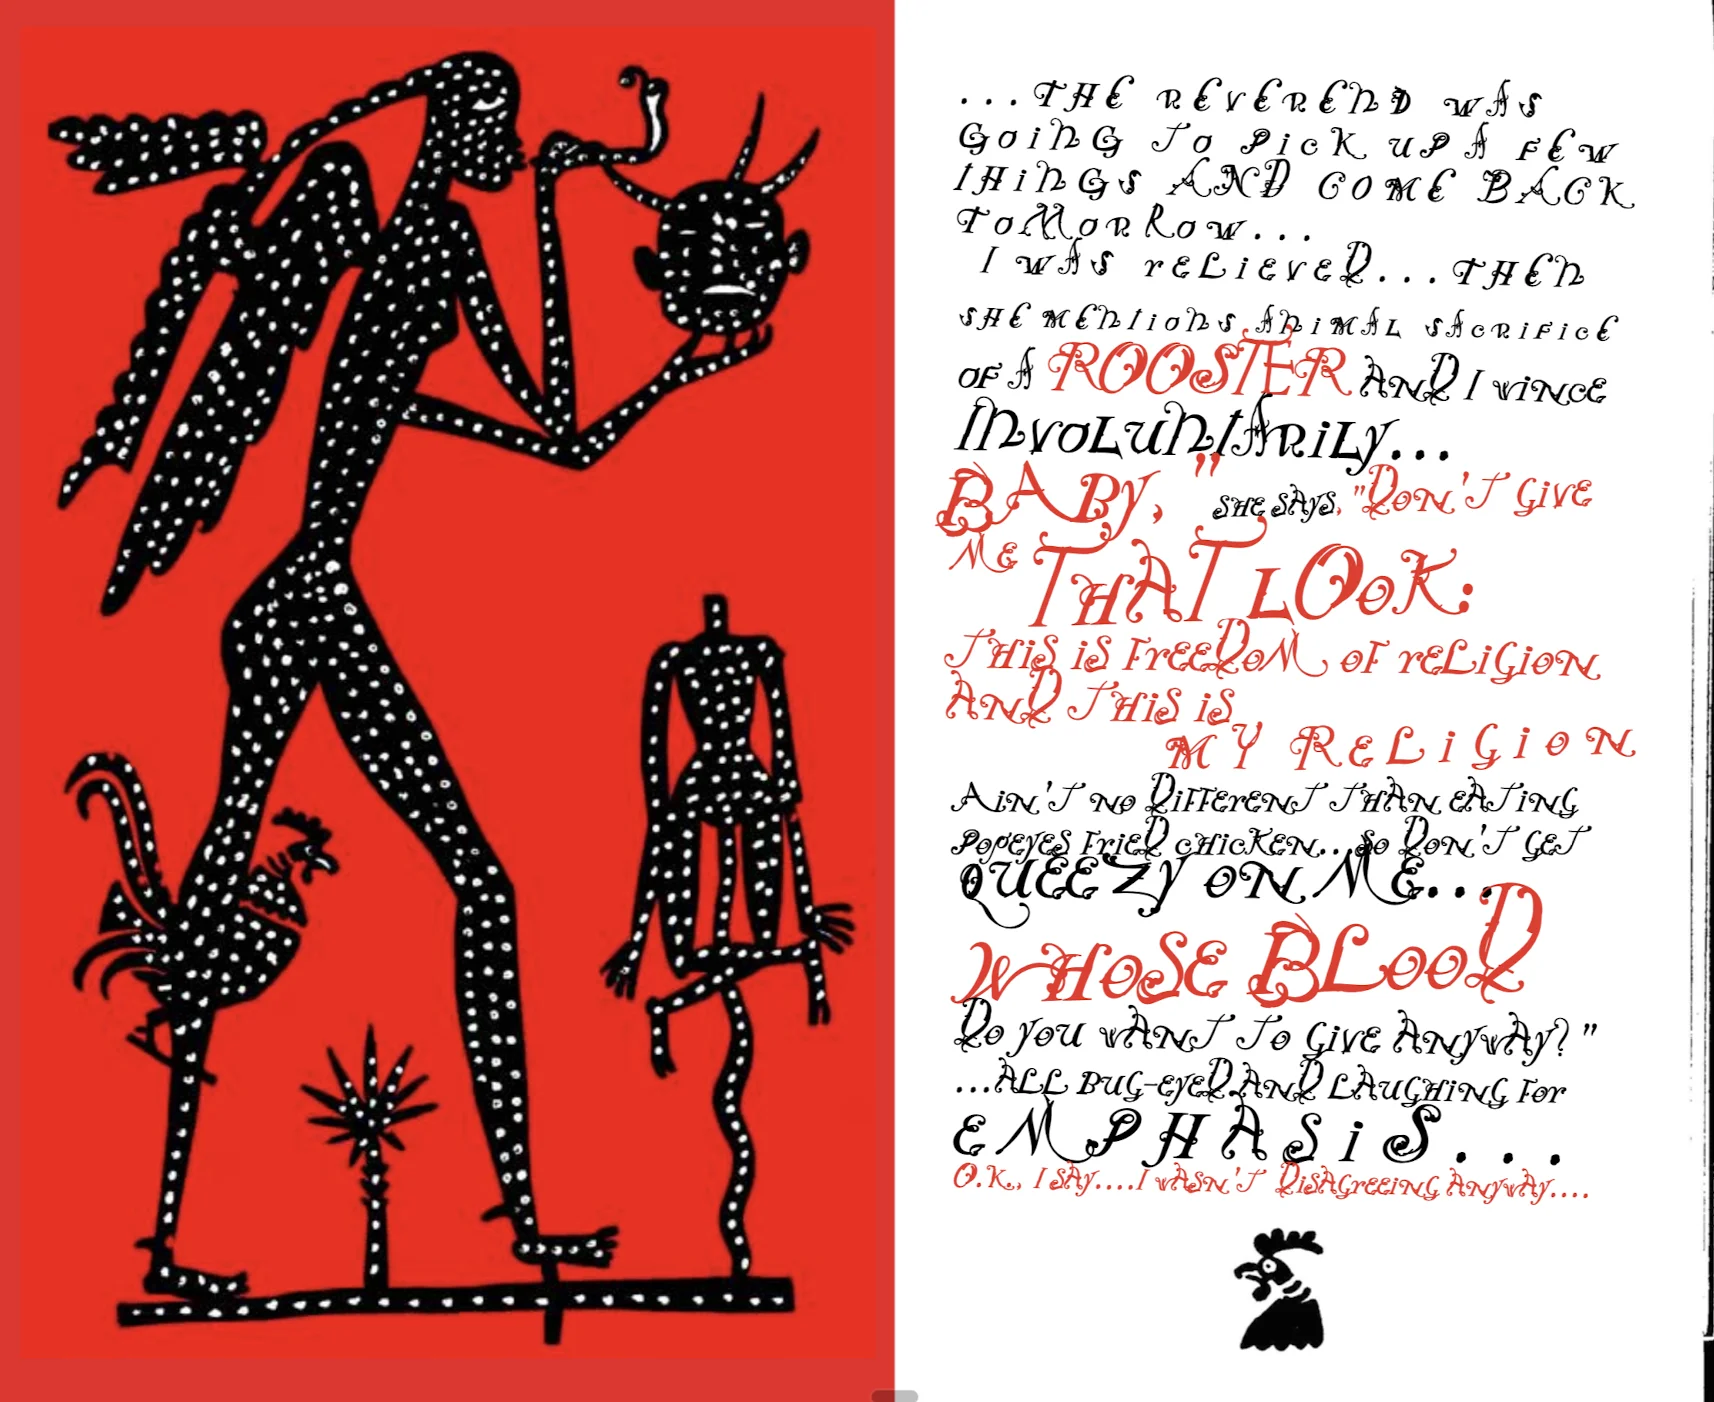 ...THE REVEREND WAS
GOING TO PICK UP A FEW
THINGS AND COME BACK
TOMORROW...
I WAS RELIEVED...THEN
SHE MENTIONS ANIMAL SACRIFICE
OF A ROOSTER AND I WINCE
INVOLUNTARILY...
BABY," SHE SAYS, "DON'T GIVE
ME THAT LOOK:
THIS IS FREEDOM OF RELIGION
AND THIS IS
MY RELIGION
AIN'T NO DIFFERENT THAN EATING
POPEYES FRIED CHICKEN...SO DON'T GET
QUEEZY ON ME...
WHOSE BLOOD
DO YOU WANT TO GIVE ANYWAY?"
...ALL BUG-EYED AND LAUGHING FOR
EMPHASIS...
O.K., I SAY....I WASN'T DISAGREEING ANYWAY....